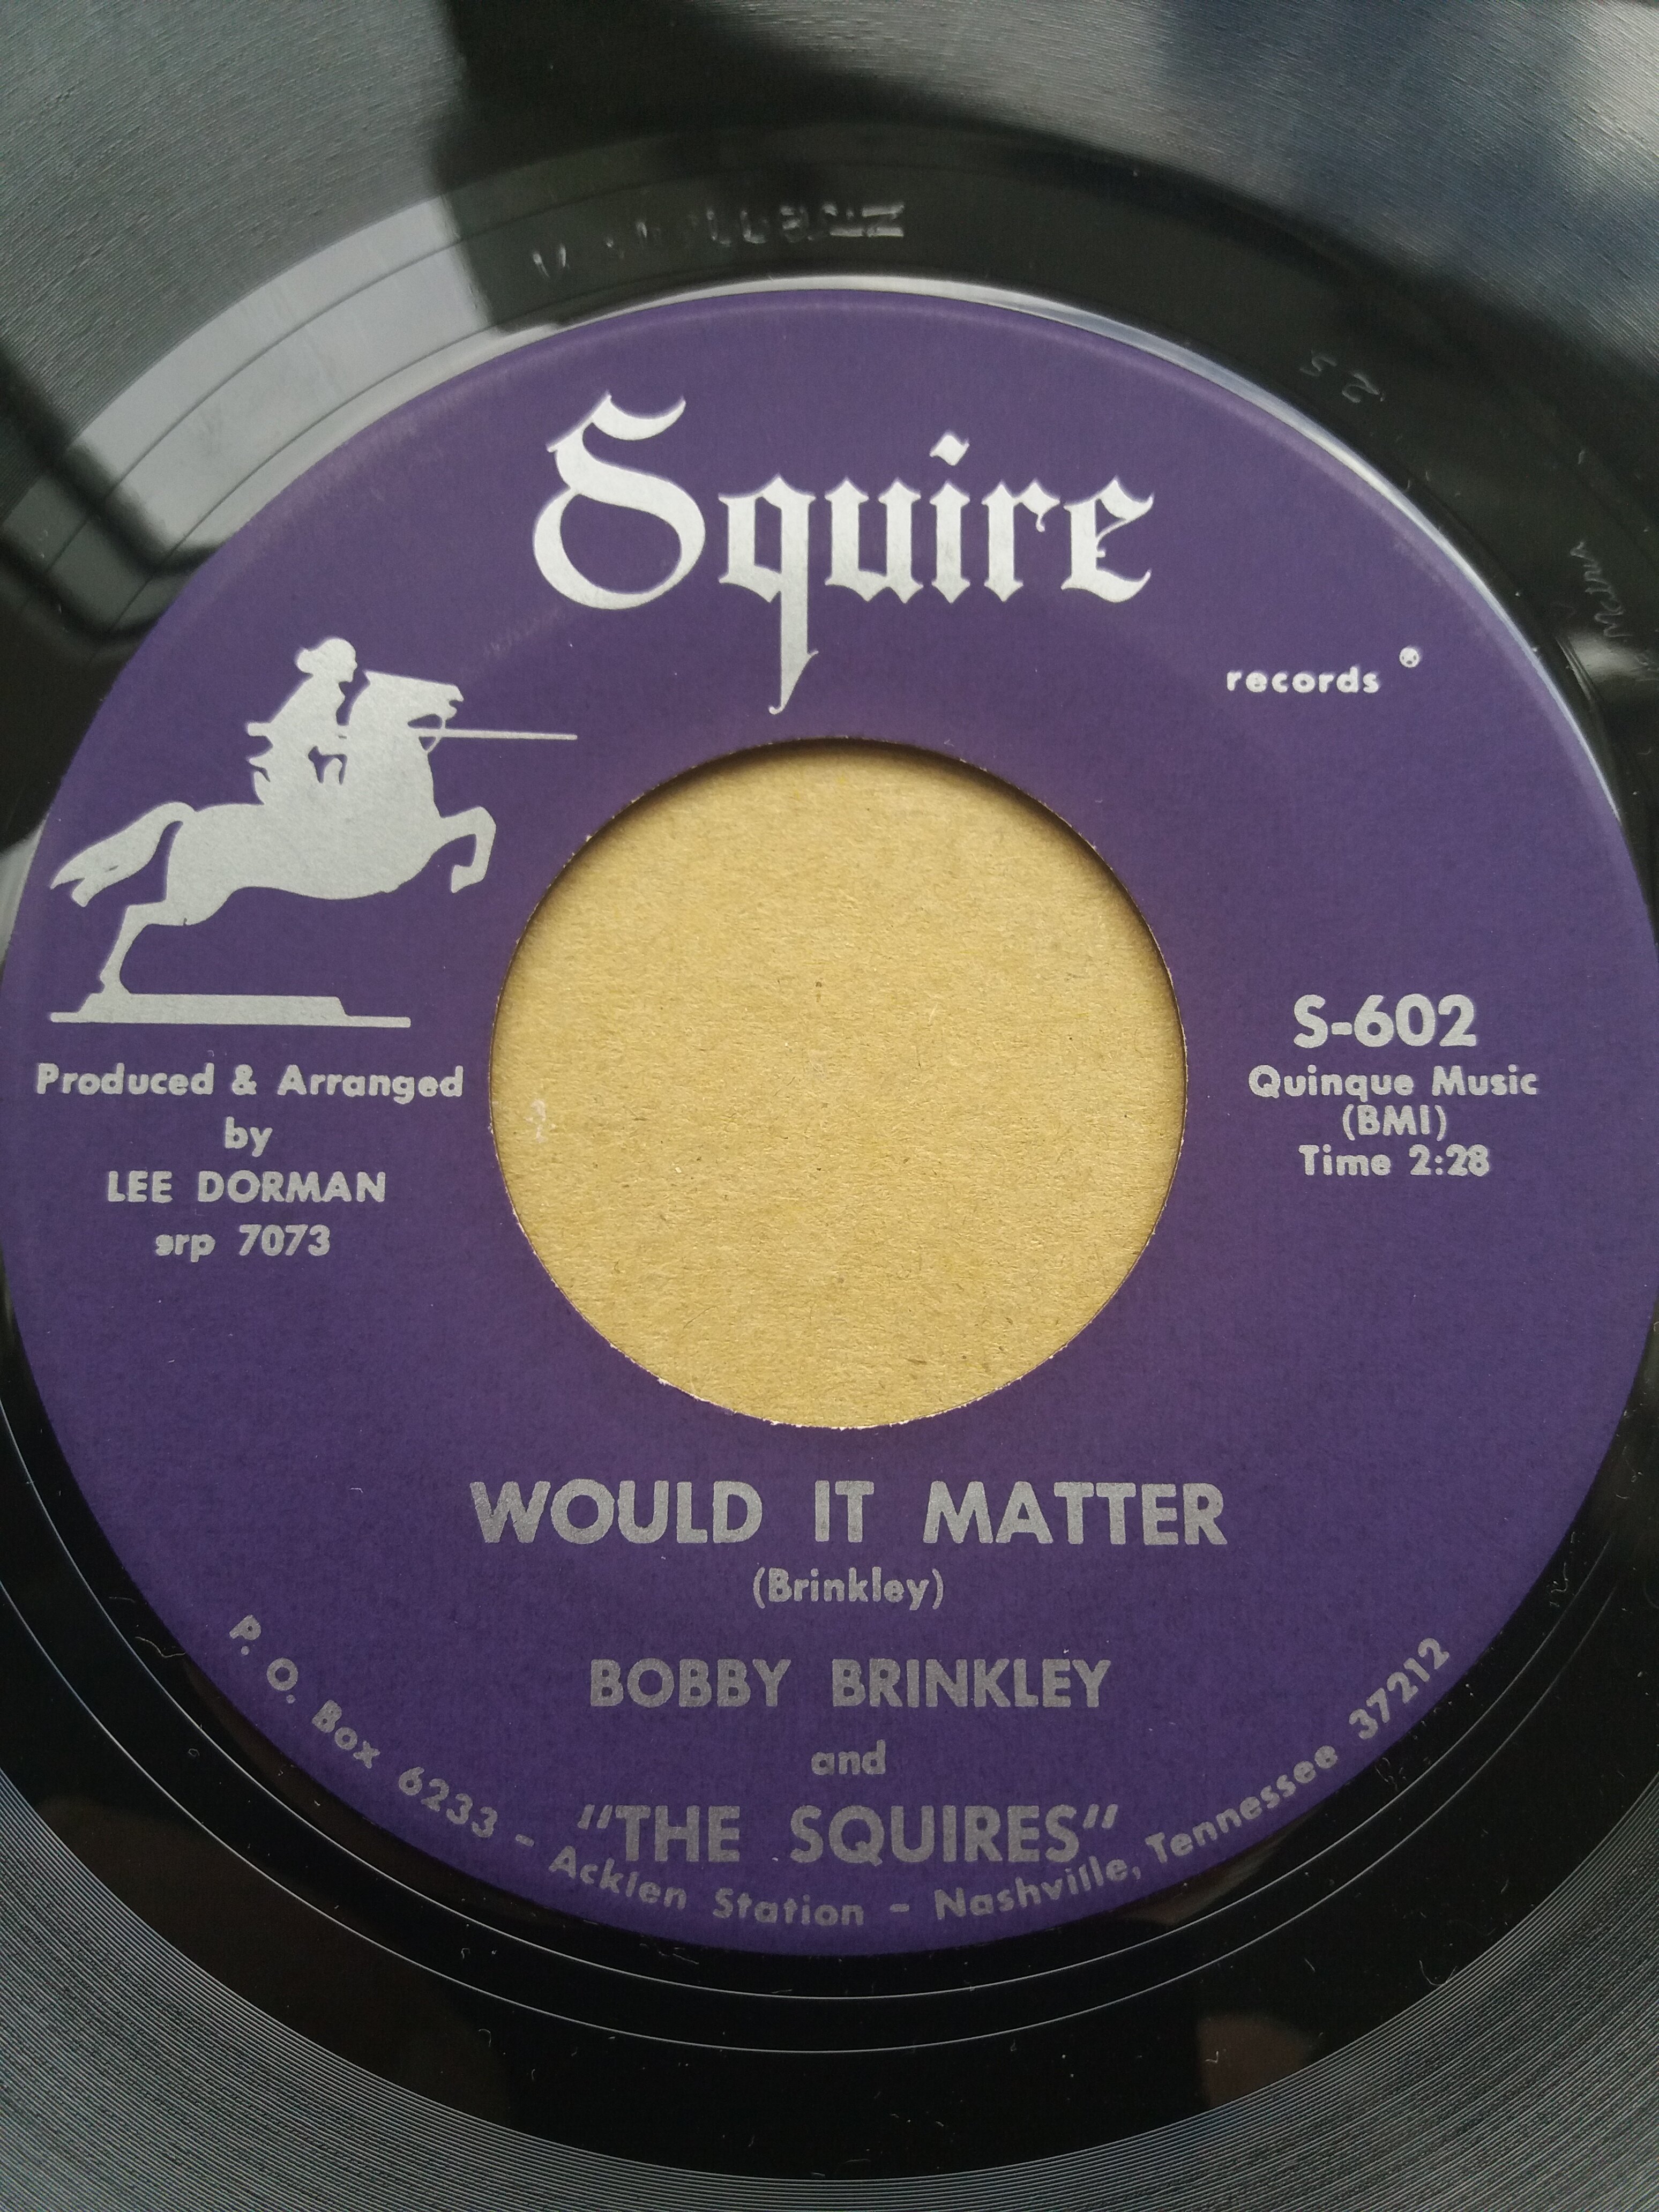 Squire
records
Produced & Arranged
by
LEE DORMAN
srp 7073
S-602
Quinque Music
(BMI)
Time 2:28
WOULD IT MATTER
(Brinkley)
BOBBY BRINKLEY
and
"THE SQUIRES"
P. O. Box 6233 - Acklen Station - Nashville, Tennessee 37212